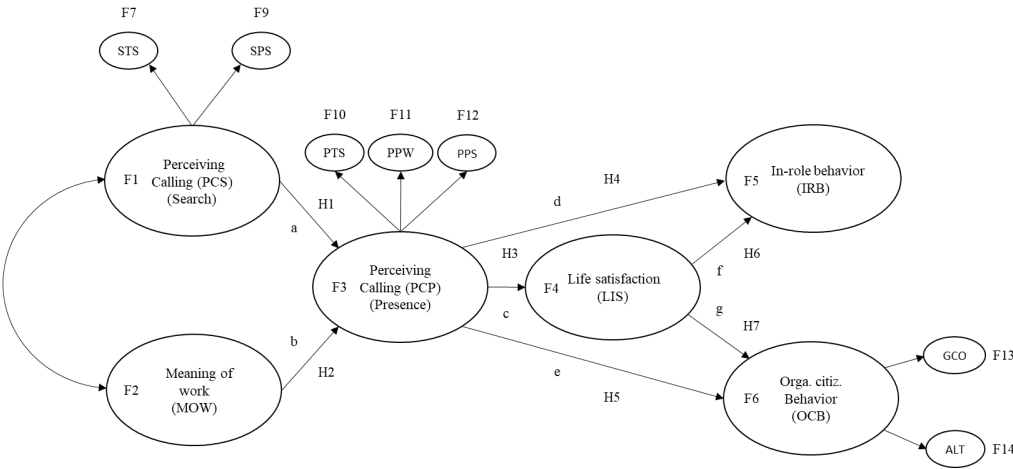 F7
F9
STS
SPS
F10
F11
F12
PTS
PPW
PPS
F1
Perceiving
Calling (PCS)
(Search)
H1
a
H4
d
F5
In-role behavior
(IRB)
F3
Perceiving
Calling (PCP)
(Presence)
H3
c
F4
Life satisfaction
(LIS)
f
H6
g
H7
b
H2
e
H5
F2
Meaning of
work
(MOW)
F6
Orga. citiz.
Behavior
(OCB)
GCO
F13
ALT
F14